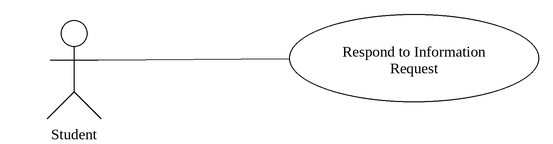 Respond to Information
Request
Student